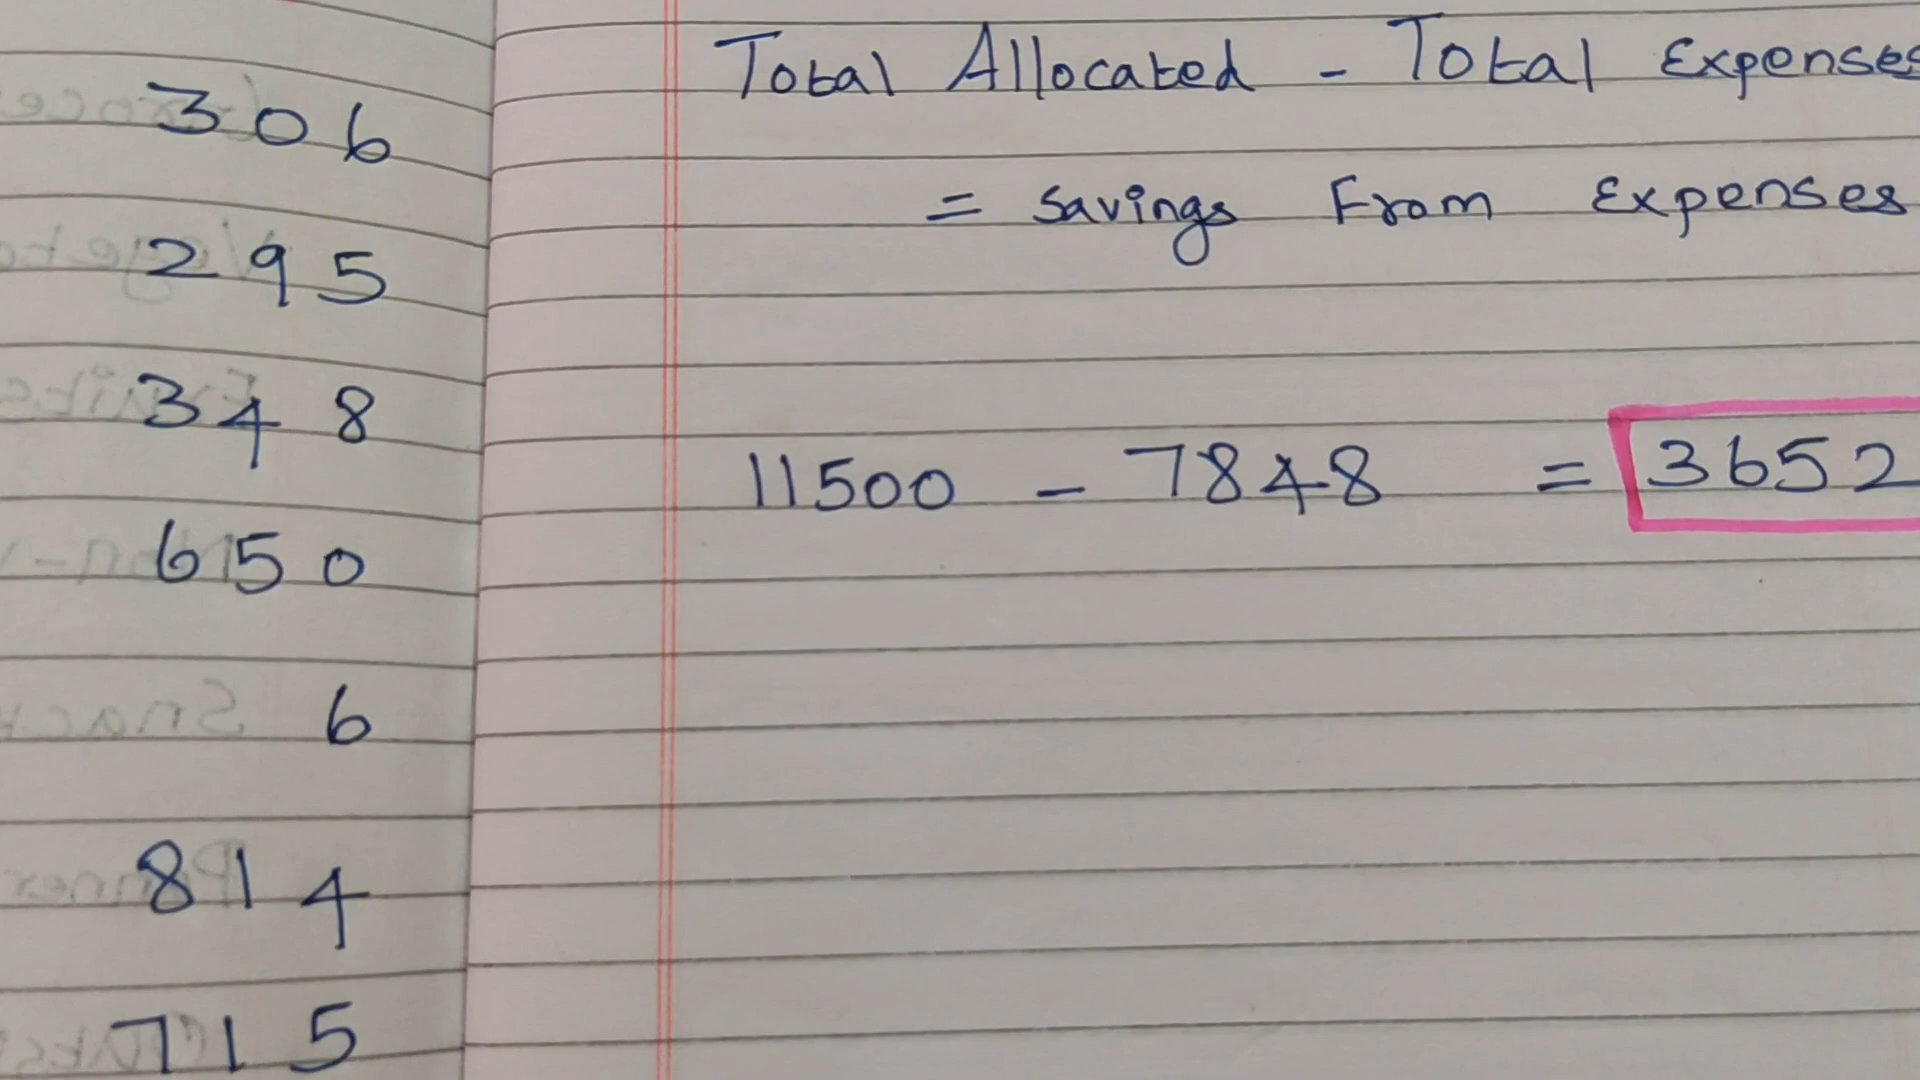 306
295
348
650
6
814
715
Total Allocated - Total Expenses
= Savings From Expenses
11500 - 7848 = 3652